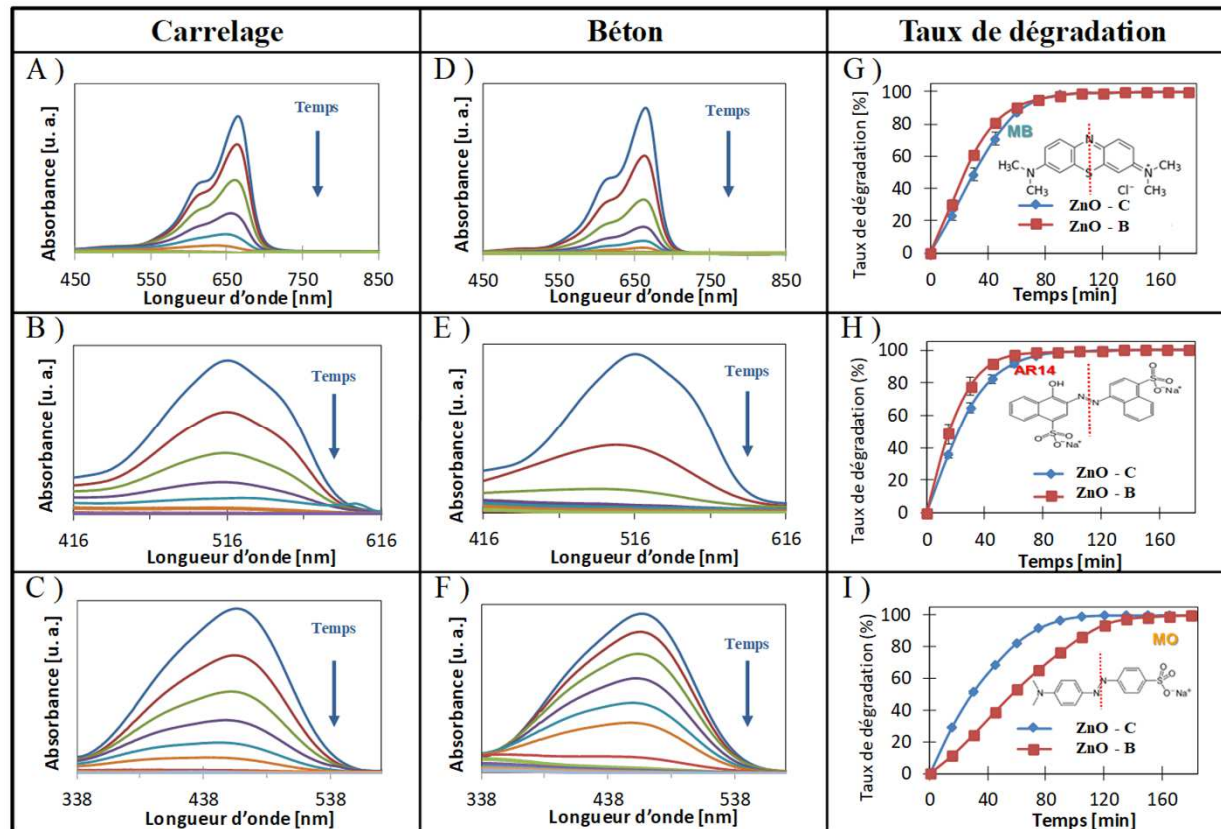 Carrelage
Béton
Taux de dégradation
A )
Absorbance [u. a.]
Temps
450 550 650 750 850
Longueur d’onde [nm]
D )
Absorbance [u. a.]
Temps
450 550 650 750 850
Longueur d’onde [nm]
G )
Taux de dégradation [%]
100
80
60
40
20
0
MB
N
S
H₃C
N
CH₃
N⁺
CH₃
CH₃
Cl⁻
ZnO - C
ZnO - B
0 40 80 120 160
Temps [min]
B )
Absorbance [u. a.]
Temps
416 516 616
Longueur d’onde [nm]
E )
Absorbance [u. a.]
Temps
416 516 616
Longueur d’onde [nm]
H )
Taux de dégradation (%)
100
80
60
40
20
0
AR14
OH
N
N
O
S
O
O⁻Na⁺
S
O
O
O⁻Na⁺
ZnO - C
ZnO - B
0 40 80 120 160
Temps [min]
C )
Absorbance [u. a.]
Temps
338 438 538
Longueur d’onde [nm]
F )
Absorbance [u. a.]
Temps
338 438 538
Longueur d’onde [nm]
I )
Taux de dégradation (%)
100
80
60
40
20
0
MO
N
N
N
O
S
O
O⁻Na⁺
ZnO - C
ZnO - B
0 40 80 120 160
Temps [min]